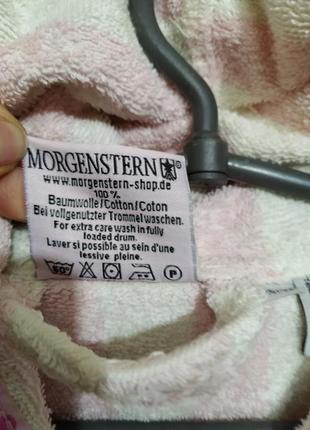 MORGENSTERN ®
www.morgenstern-shop.de
100 %
Baumwolle/Cotton/Coton
Bei vollgenutzter Trommel waschen.
For extra care wash in fully
loaded drum.
Laver si possible au sein d'une
lessive pleine.
60° P